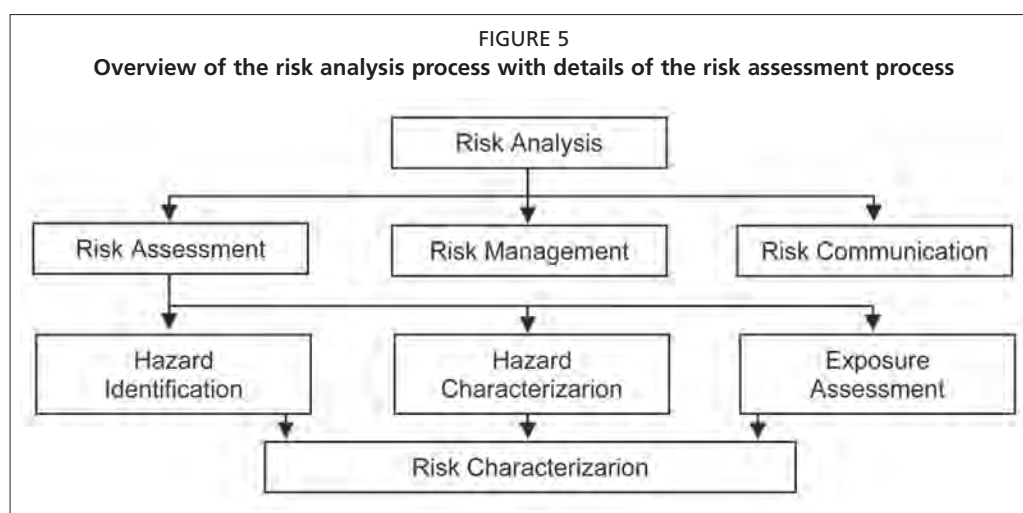 FIGURE 5
Overview of the risk analysis process with details of the risk assessment process
Risk Analysis
Risk Assessment
Risk Management
Risk Communication
Hazard
Identification
Hazard
Characterizarion
Exposure
Assessment
Risk Characterizarion